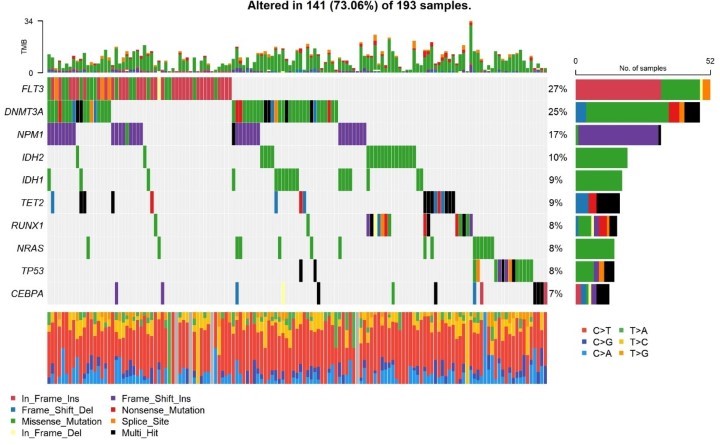 Altered in 141 (73.06%) of 193 samples.
34
TMB
0
0 52
No. of samples
FLT3 27%
DNMT3A 25%
NPM1 17%
IDH2 10%
IDH1 9%
TET2 9%
RUNX1 8%
NRAS 8%
TP53 8%
CEBPA 7%
C>T T>A
C>G T>C
C>A T>G
In_Frame_Ins Frame_Shift_Ins
Frame_Shift_Del Nonsense_Mutation
Missense_Mutation Splice_Site
In_Frame_Del Multi_Hit